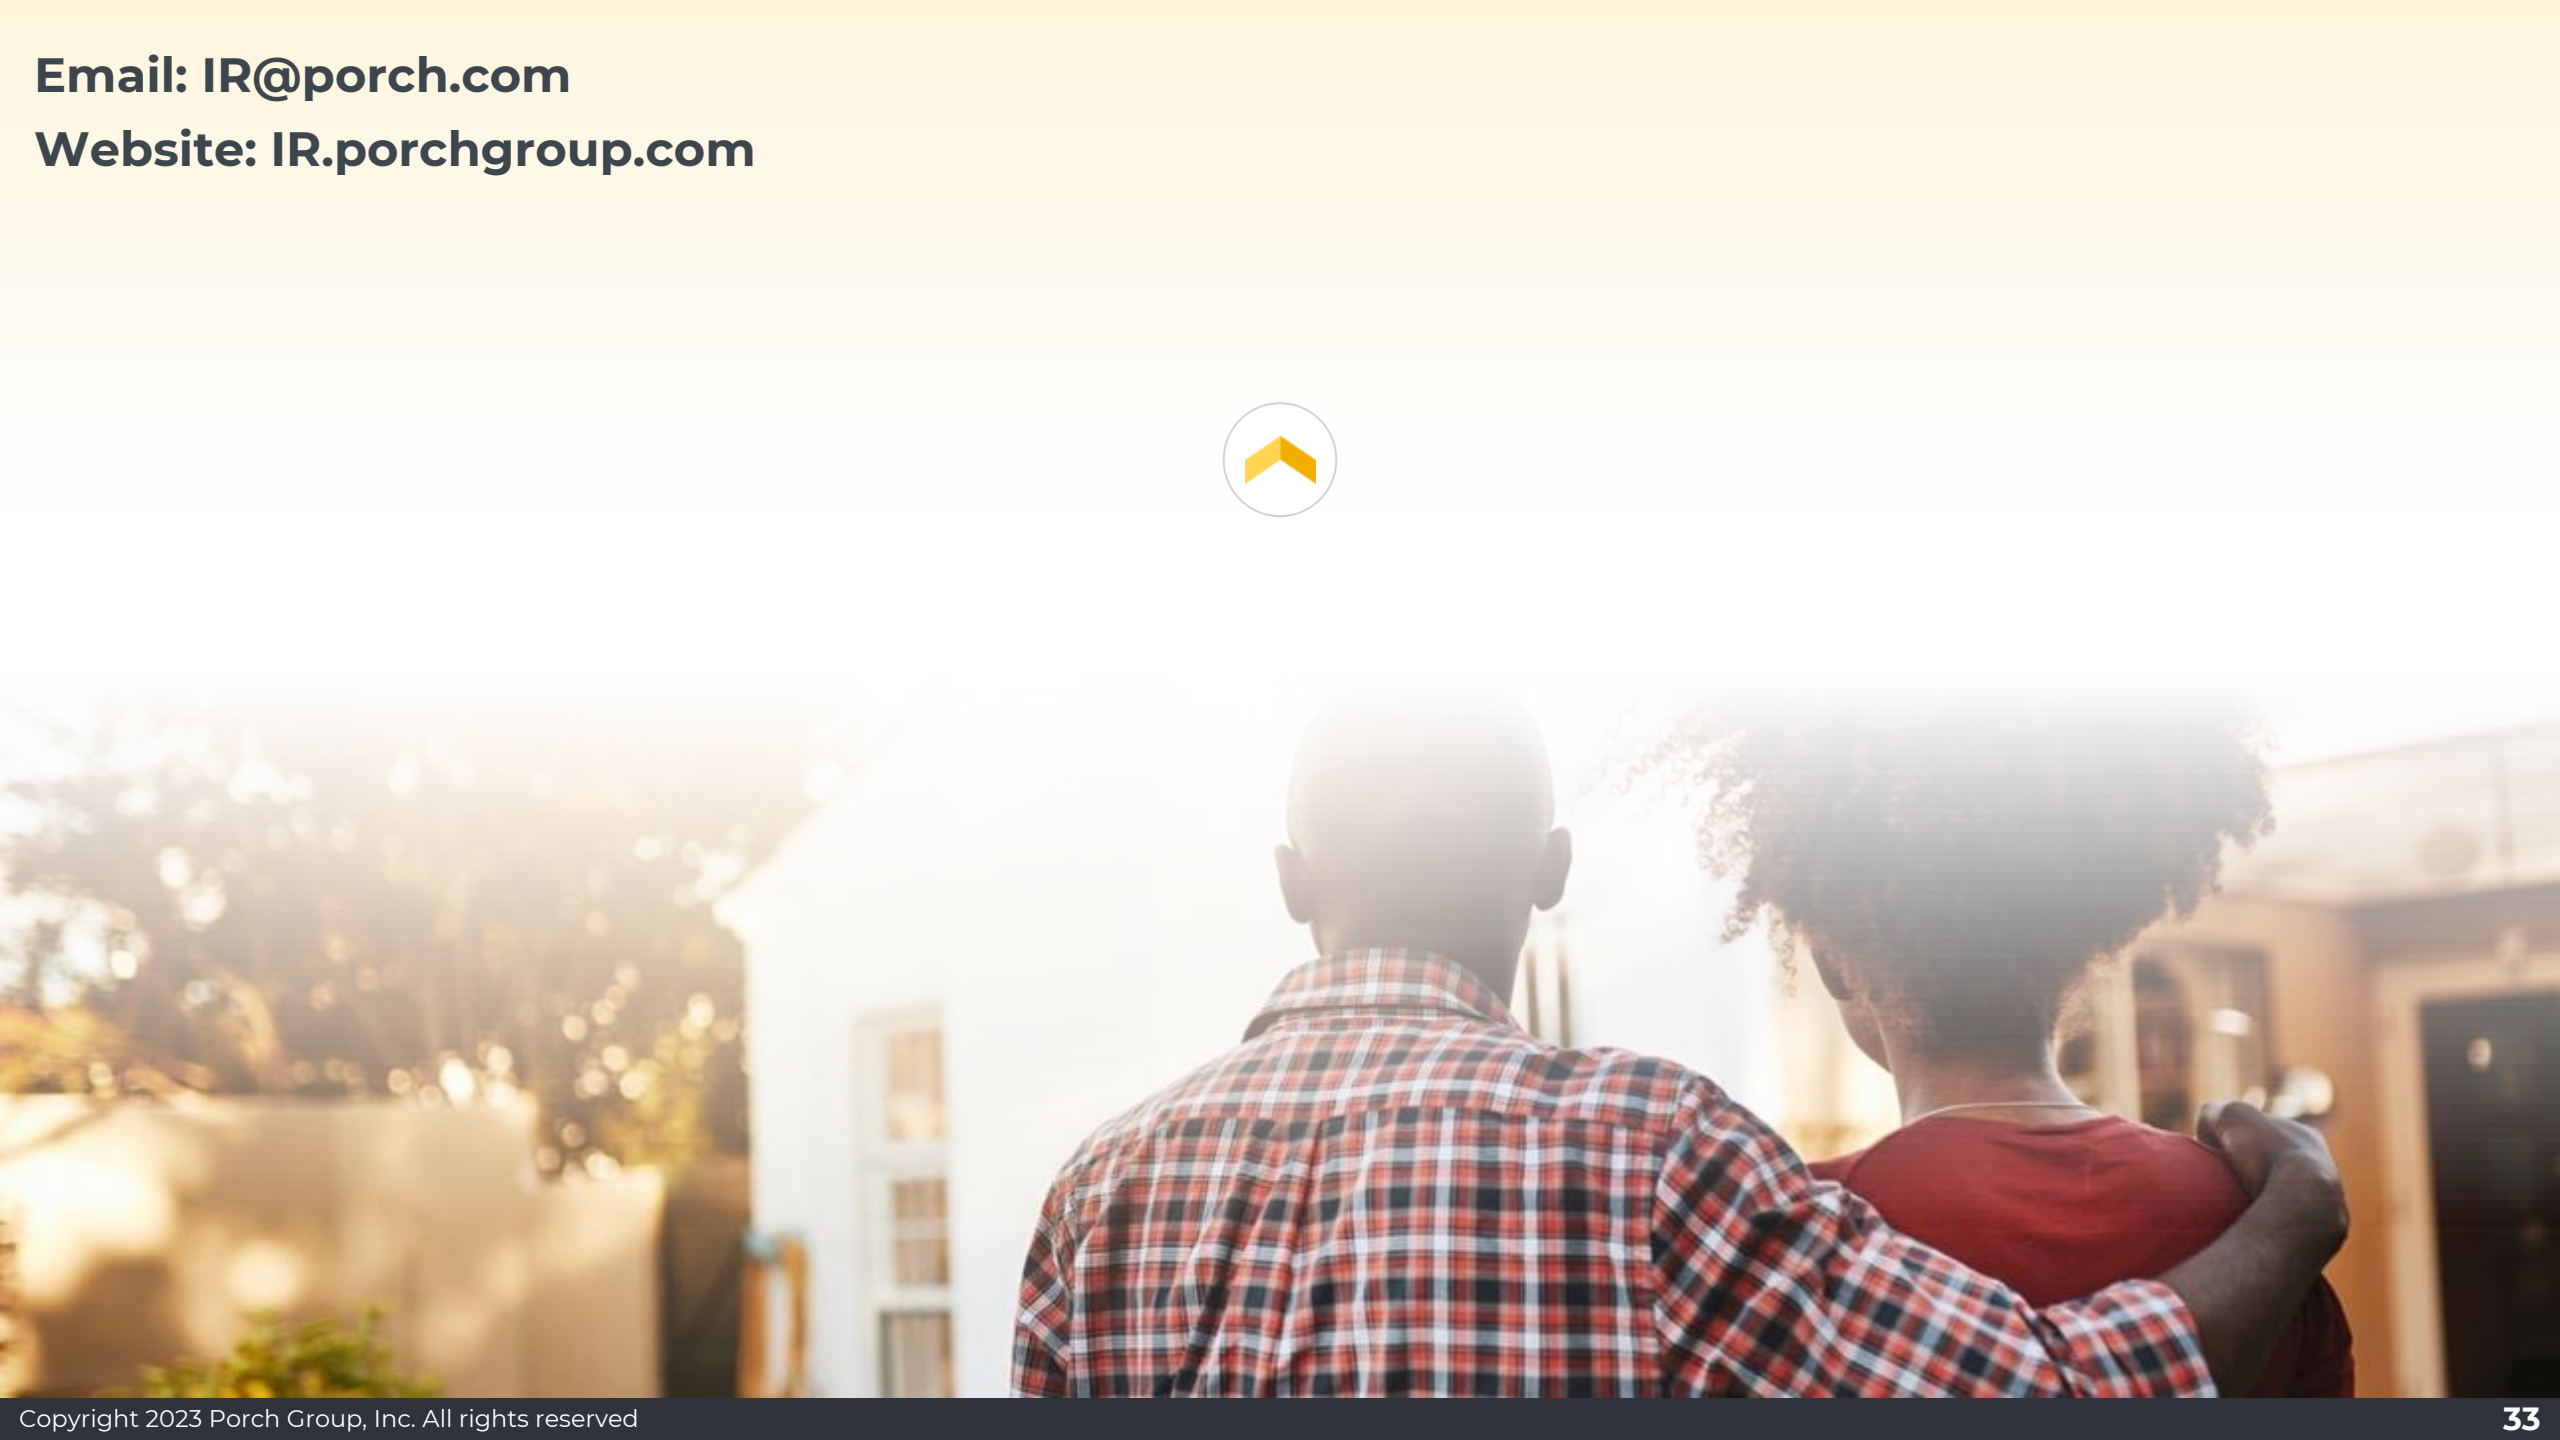 Email: IR@porch.com
Website: IR.porchgroup.com
Copyright 2023 Porch Group, Inc. All rights reserved
33